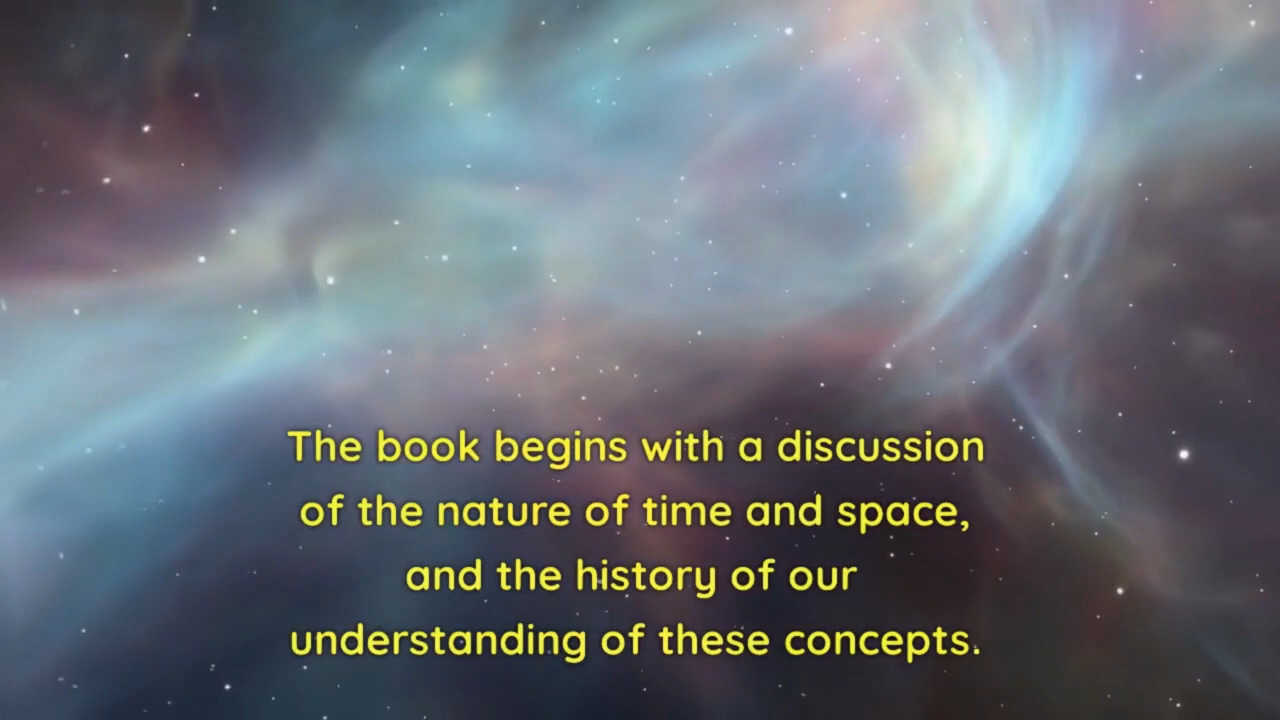 The book begins with a discussion
of the nature of time and space,
and the history of our
understanding of these concepts.